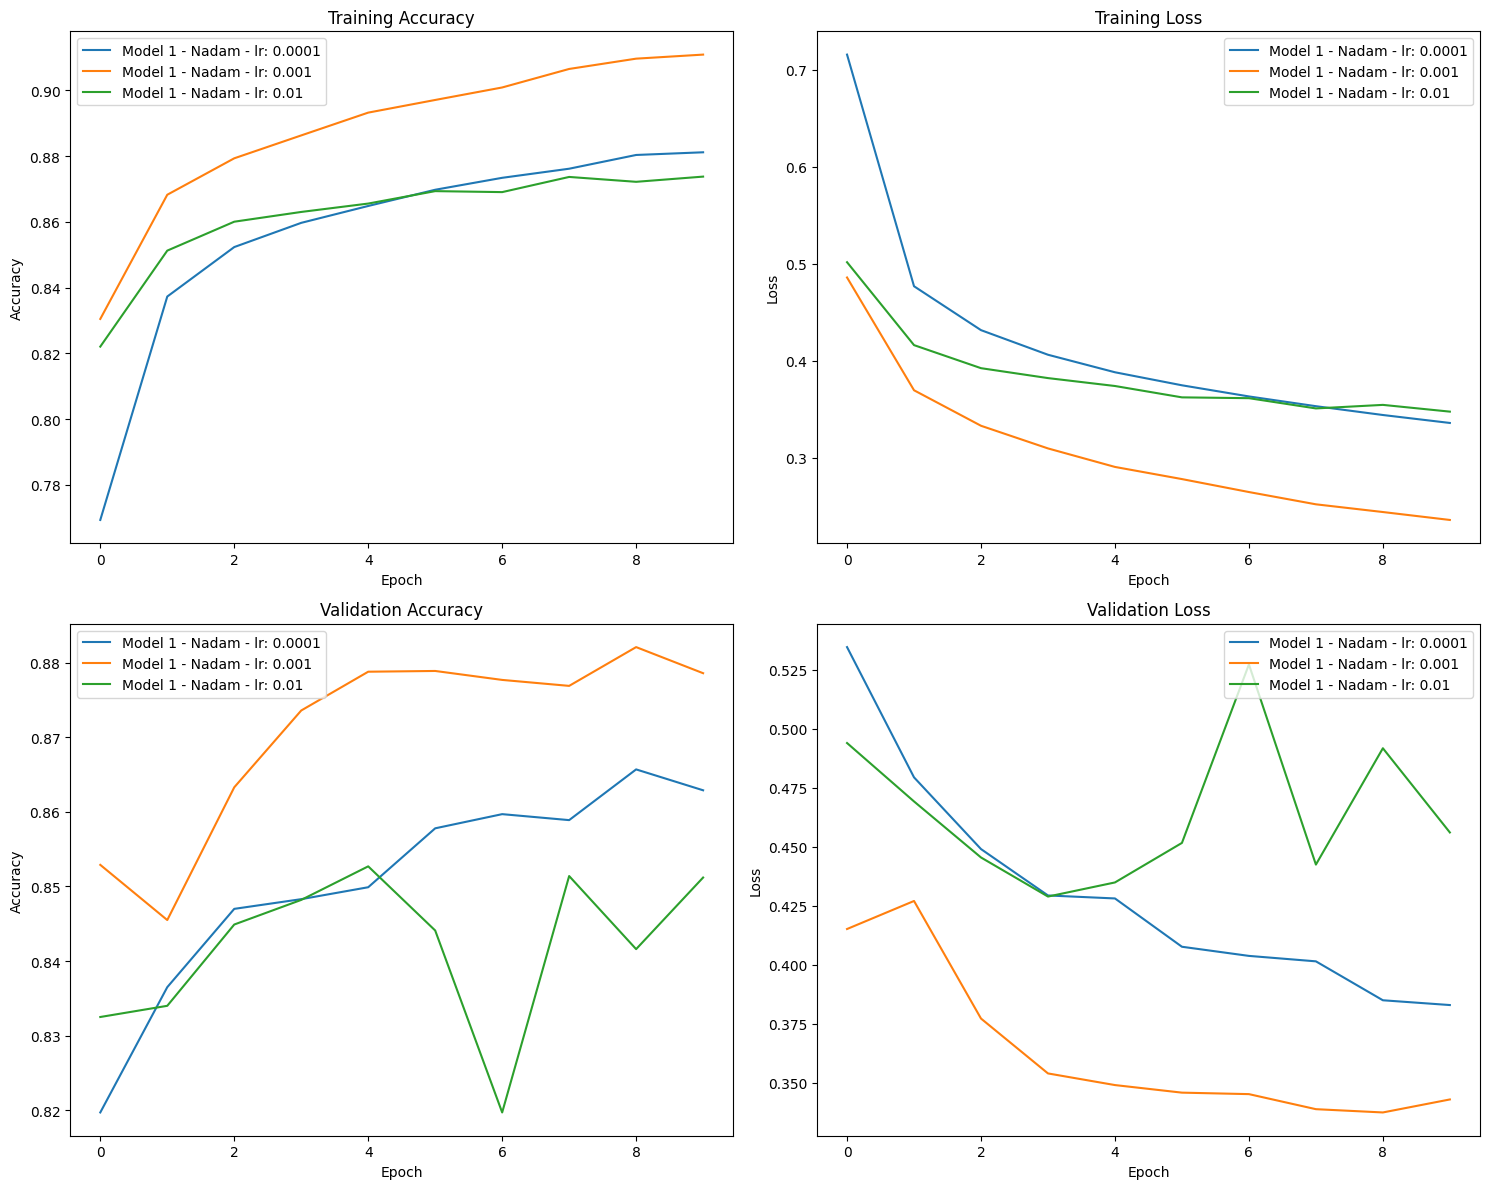 Training Accuracy
Model 1 - Nadam - lr: 0.0001
Model 1 - Nadam - lr: 0.001
Model 1 - Nadam - lr: 0.01
Accuracy
0.90
0.88
0.86
0.84
0.82
0.80
0.78
0 2 4 6 8
Epoch
Training Loss
Model 1 - Nadam - lr: 0.0001
Model 1 - Nadam - lr: 0.001
Model 1 - Nadam - lr: 0.01
Loss
0.7
0.6
0.5
0.4
0.3
0 2 4 6 8
Epoch
Validation Accuracy
Model 1 - Nadam - lr: 0.0001
Model 1 - Nadam - lr: 0.001
Model 1 - Nadam - lr: 0.01
Accuracy
0.88
0.87
0.86
0.85
0.84
0.83
0.82
0 2 4 6 8
Epoch
Validation Loss
Model 1 - Nadam - lr: 0.0001
Model 1 - Nadam - lr: 0.001
Model 1 - Nadam - lr: 0.01
Loss
0.525
0.500
0.475
0.450
0.425
0.400
0.375
0.350
0 2 4 6 8
Epoch